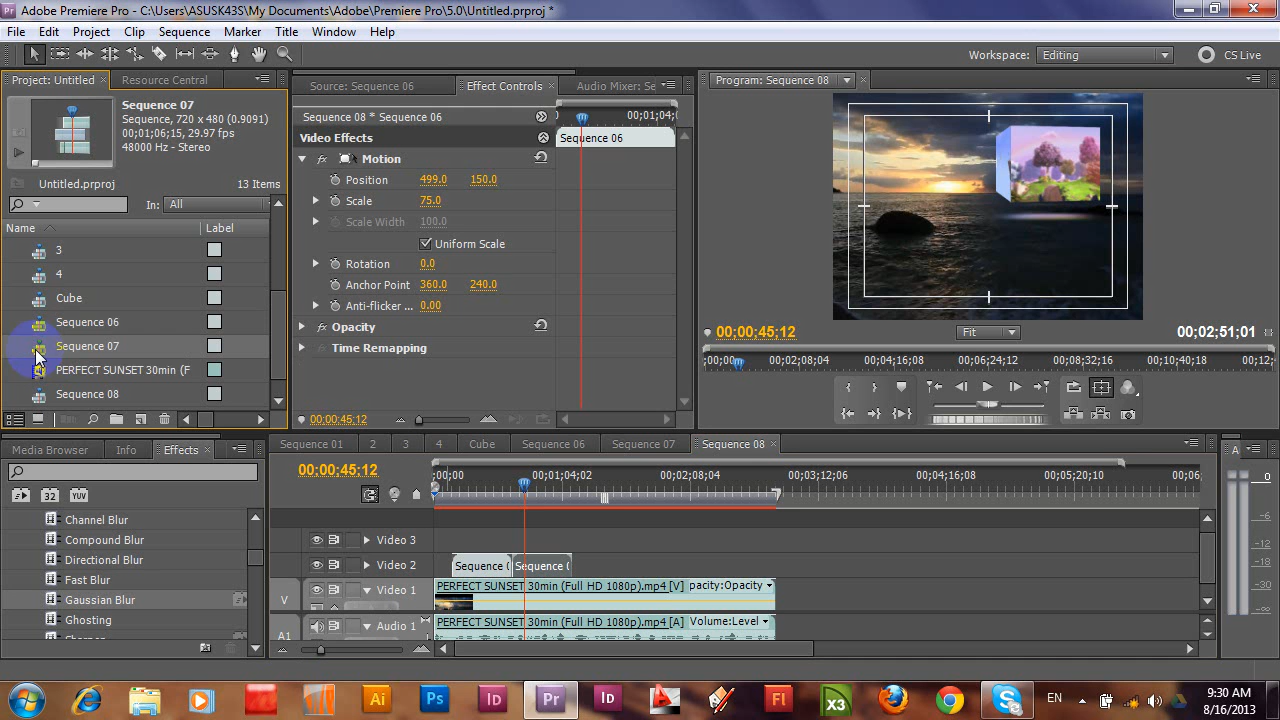 Adobe Premiere Pro - C:\Users\ASUSK43S\My Documents\Adobe\Premiere Pro\5.0\Untitled.prproj *
File Edit Project Clip Sequence Marker Title Window Help
Workspace: Editing CS Live
Project: Untitled Resource Central
Sequence 07
Sequence, 720 x 480 (0.9091)
00;01;06;15, 29.97 fps
48000 Hz - Stereo
Untitled.prproj 13 Items
In: All
Name Label
3
4
Cube
Sequence 06
Sequence 07
PERFECT SUNSET 30min (F
Sequence 08
Source: Sequence 06 Effect Controls Audio Mixer: Se
Sequence 08 * Sequence 06 00;01;04;
Video Effects Sequence 06
Motion
Position 499.0 150.0
Scale 75.0
Scale Width 100.0
Uniform Scale
Rotation 0.0
Anchor Point 360.0 240.0
Anti-flicker ... 0.00
Opacity
Time Remapping
00:00:45:12
Program: Sequence 08
00:00:45:12 Fit 00:02:51:01
;00;00 00;02;08;04 00;04;16;08 00;06;24;12 00;08;32;16 00;10;40;18 00;12;
Media Browser Info Effects
32 YUV
Channel Blur
Compound Blur
Directional Blur
Fast Blur
Gaussian Blur
Ghosting
Sequence 01 2 3 4 Cube Sequence 06 Sequence 07 Sequence 08
00:00:45:12 ;00;00 00;01;04;02 00;02;08;04 00;03;12;06 00;04;16;08 00;05;20;10 00;06;
Video 3
Video 2 Sequence 0 Sequence 0
V Video 1 PERFECT SUNSET 30min (Full HD 1080p).mp4 [V] pacity:Opacity
A1 Audio 1 PERFECT SUNSET 30min (Full HD 1080p).mp4 [A] Volume:Level
A
0
-6
-12
-18
-30
Ai Ps Id Pr Id Fl X3 EN 9:30 AM
8/16/2013